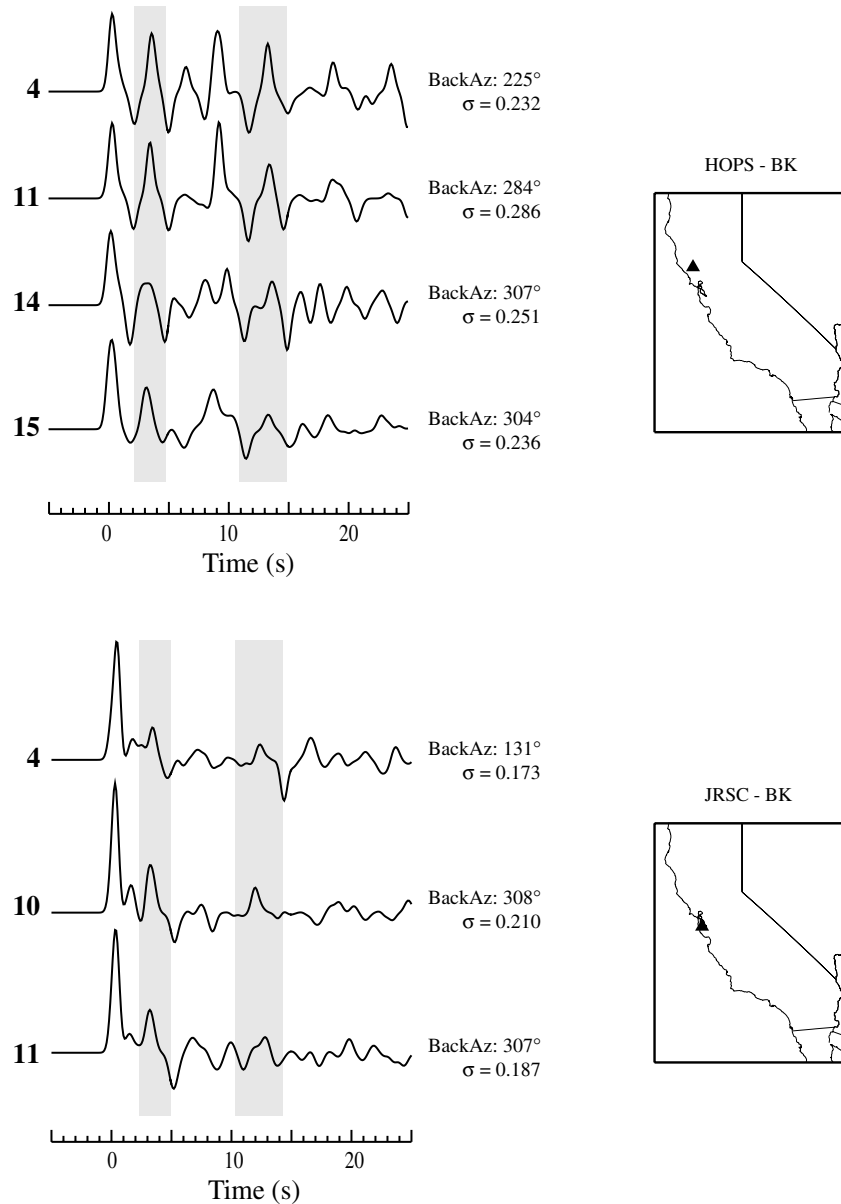 4
BackAz: 225°
σ = 0.232
11
BackAz: 284°
σ = 0.286
14
BackAz: 307°
σ = 0.251
15
BackAz: 304°
σ = 0.236
0 10 20
Time (s)
HOPS - BK
4
BackAz: 131°
σ = 0.173
10
BackAz: 308°
σ = 0.210
11
BackAz: 307°
σ = 0.187
0 10 20
Time (s)
JRSC - BK